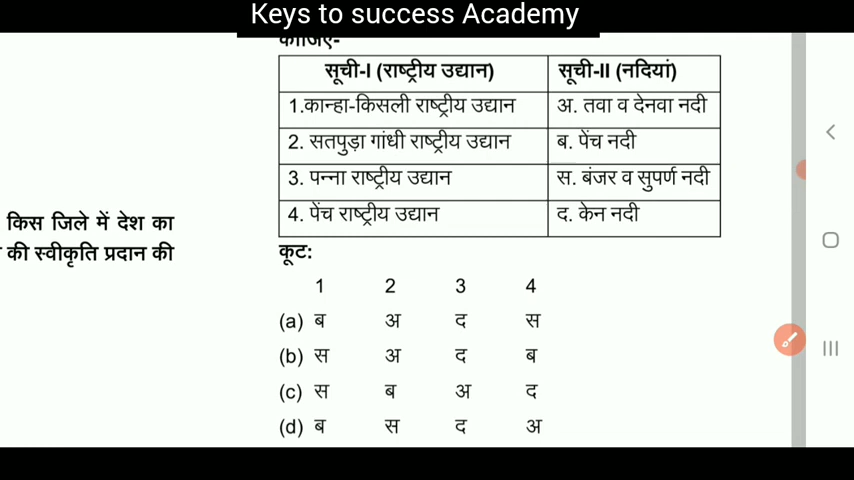 Keys to success Academy
कीजिए-
सूची-I (राष्ट्रीय उद्यान) सूची-II (नदियां)
1.कान्हा-किसली राष्ट्रीय उद्यान अ. तवा व देनवा नदी
2. सतपुड़ा गांधी राष्ट्रीय उद्यान ब. पेंच नदी
3. पन्ना राष्ट्रीय उद्यान स. बंजर व सुपर्ण नदी
4. पेंच राष्ट्रीय उद्यान द. केन नदी
किस जिले में देश का
की स्वीकृति प्रदान की
कूट:
1 2 3 4
(a) ब अ द स
(b) स अ द ब
(c) स ब अ द
(d) ब स द अ